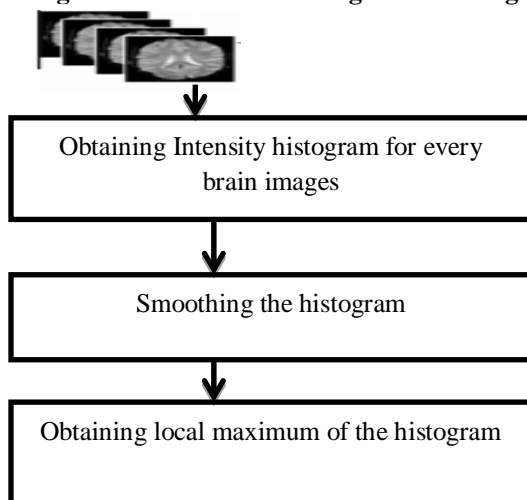 Obtaining Intensity histogram for every
brain images
Smoothing the histogram
Obtaining local maximum of the histogram